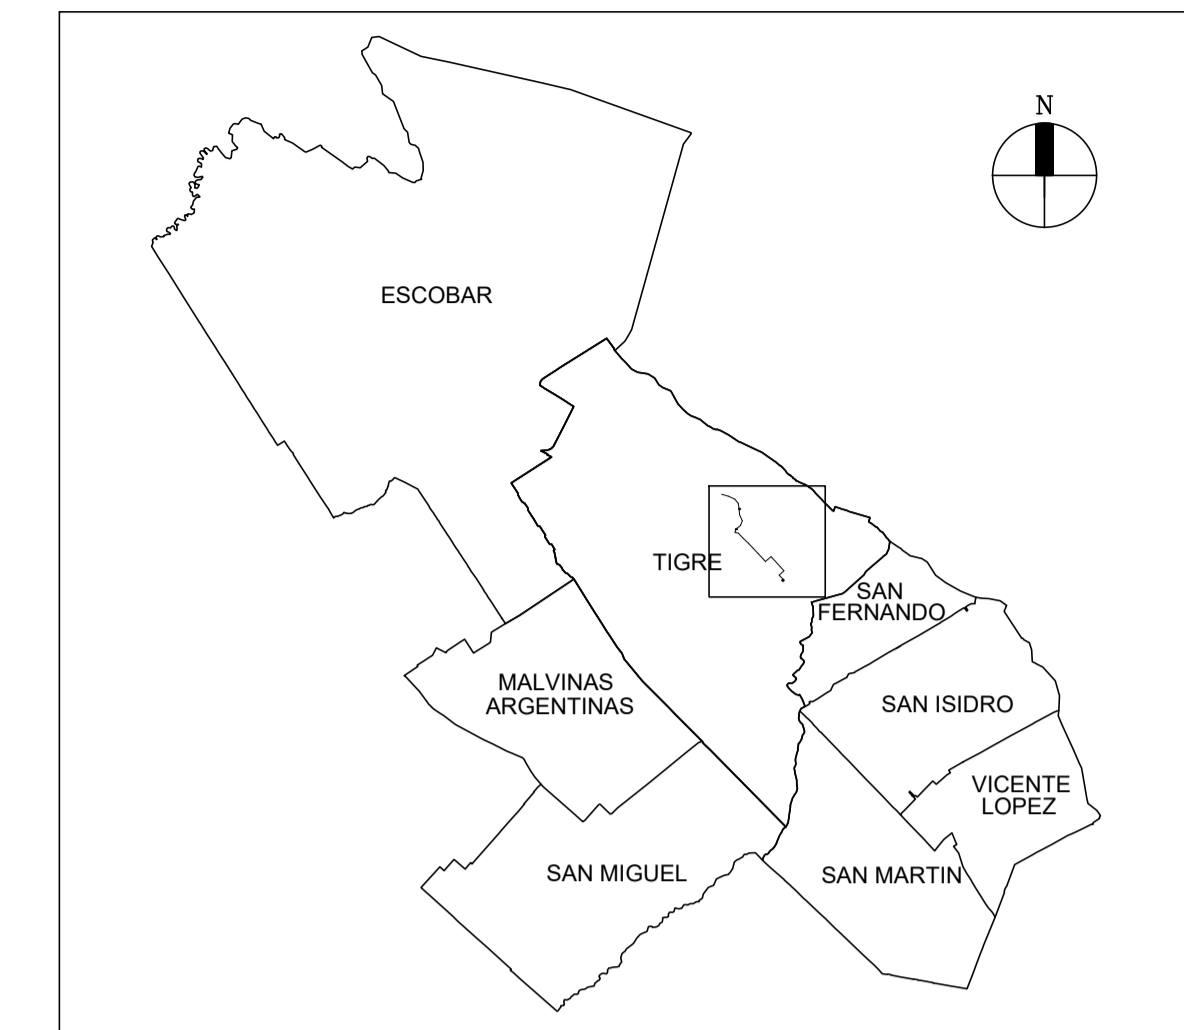 N
ESCOBAR
TIGRE
SAN
FERNANDO
MALVINAS
ARGENTINAS
SAN ISIDRO
VICENTE
LOPEZ
SAN MIGUEL
SAN MARTIN